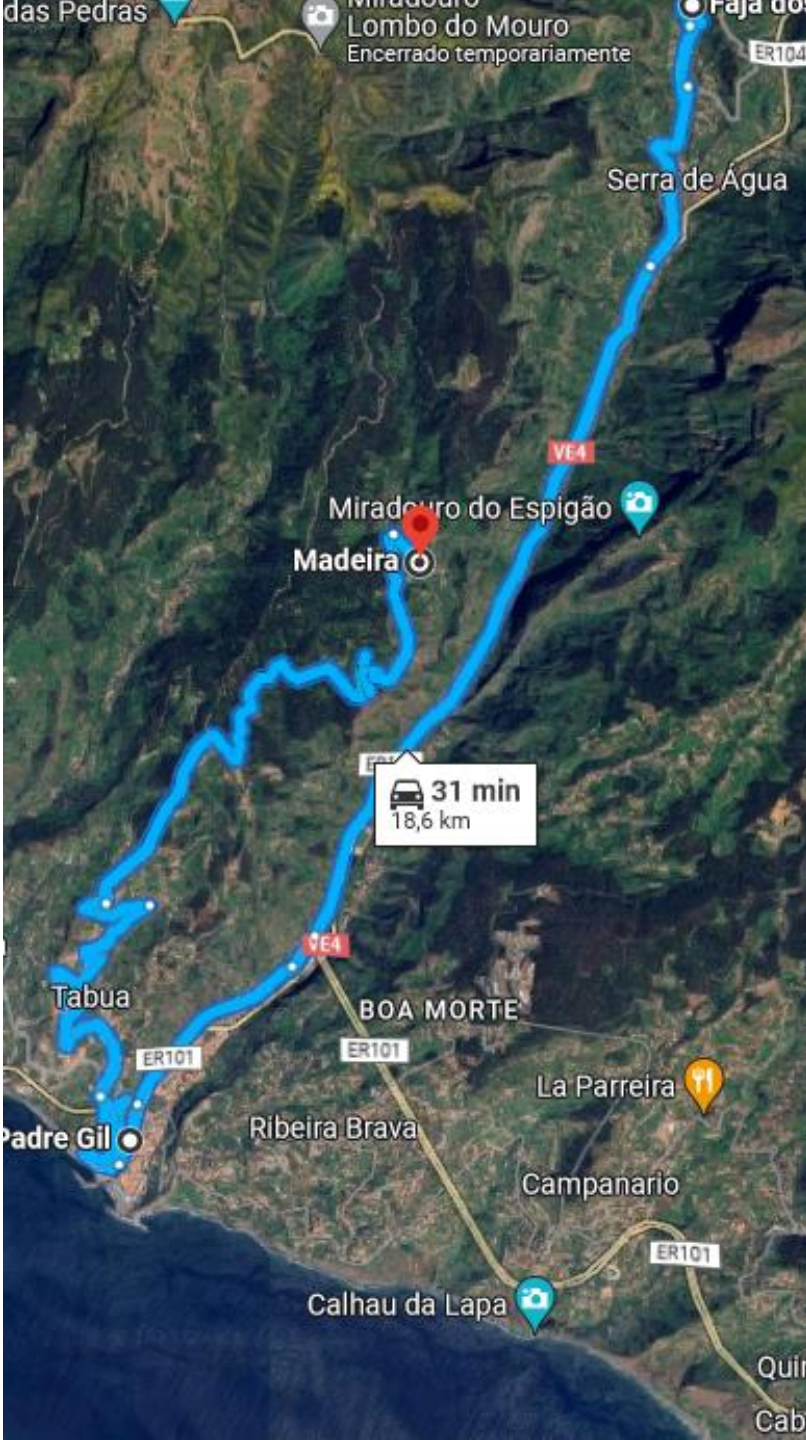 das Pedras
Miradouro
Lombo do Mouro
Encerrado temporariamente
Fajã do
ER104
Serra de Água
VE4
Miradouro do Espigão
Madeira
31 min
18,6 km
VE4
Tabua
BOA MORTE
ER101
ER101
La Parreira
Padre Gil
Ribeira Brava
Campanario
ER101
Calhau da Lapa